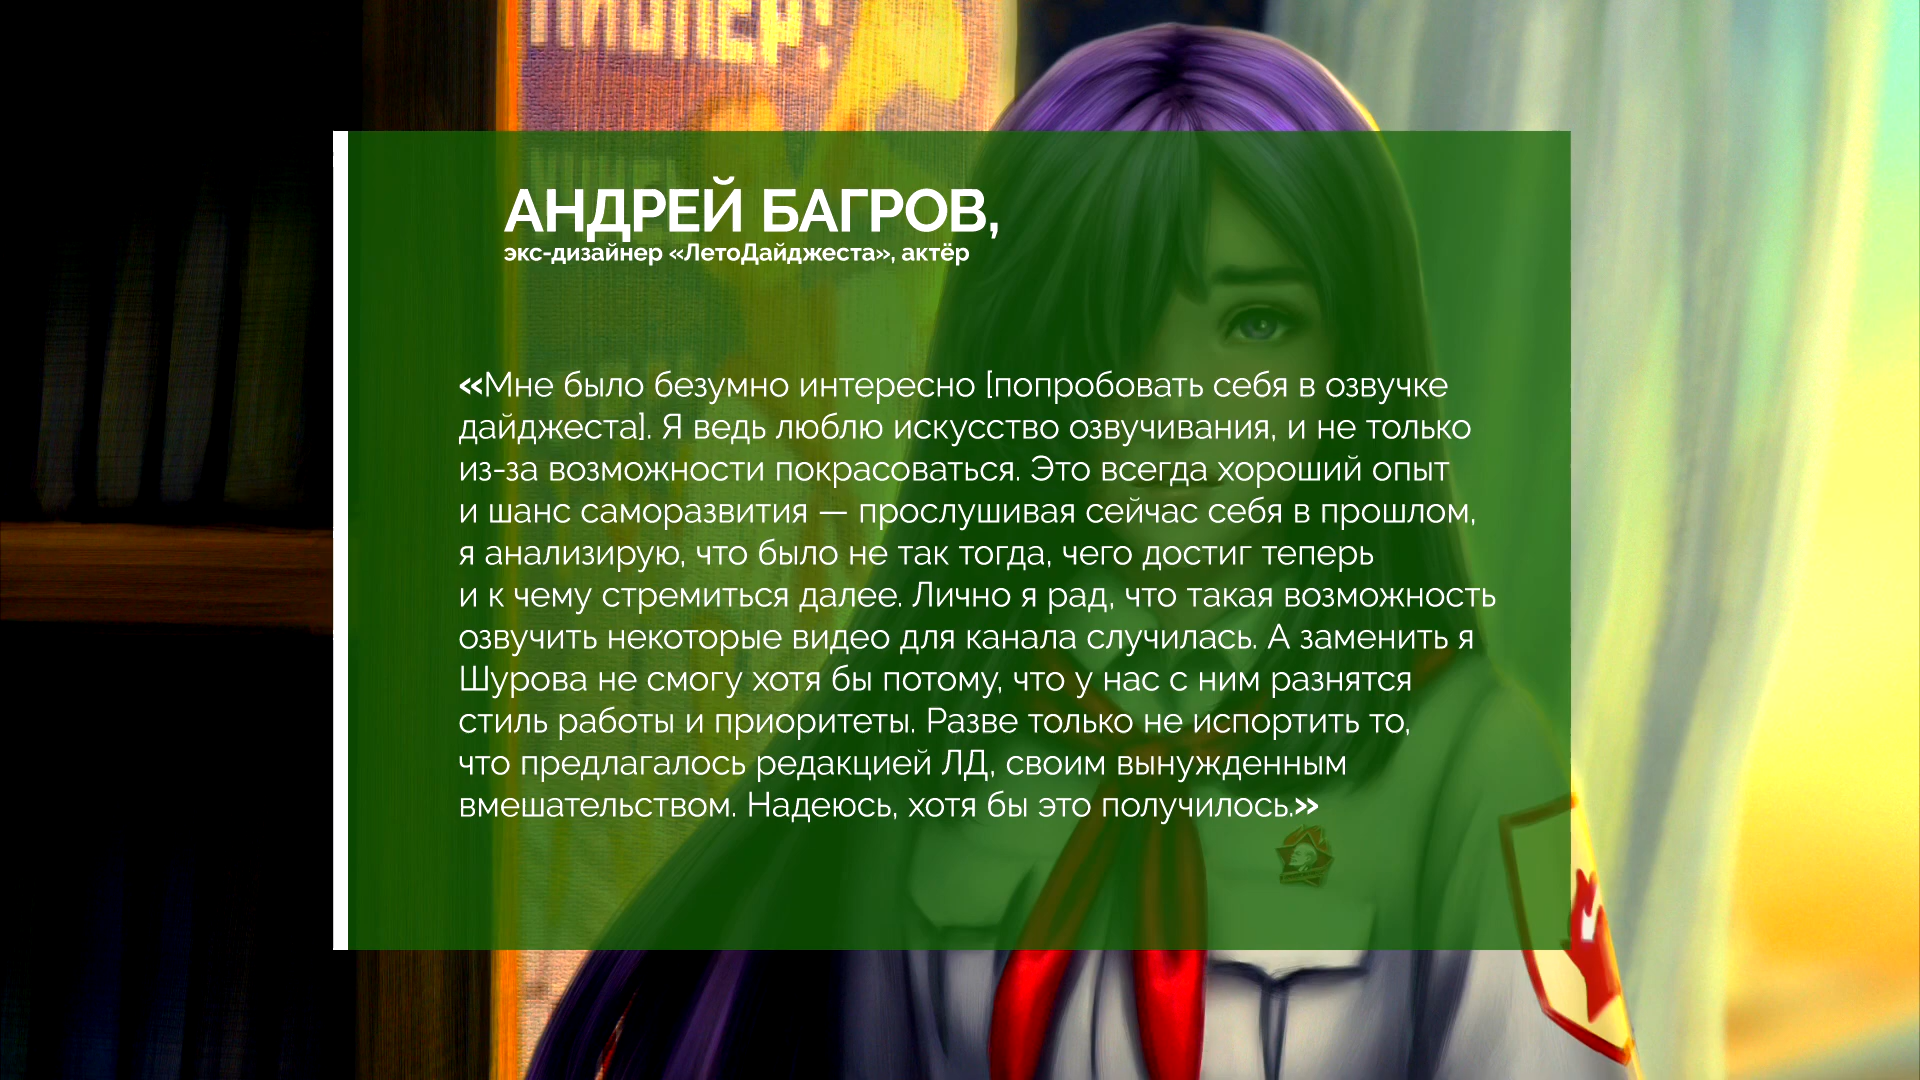 ПИОНЕР!
АНДРЕЙ БАГРОВ,
экс-дизайнер «ЛетоДайджеста», актёр
«Мне было безумно интересно [попробовать себя в озвучке
дайджеста]. Я ведь люблю искусство озвучивания, и не только
из-за возможности покрасоваться. Это всегда хороший опыт
и шанс саморазвития — прослушивая сейчас себя в прошлом,
я анализирую, что было не так тогда, чего достиг теперь
и к чему стремиться далее. Лично я рад, что такая возможность
озвучить некоторые видео для канала случилась. А заменить я
Шурова не смогу хотя бы потому, что у нас с ним разнятся
стиль работы и приоритеты. Разве только не испортить то,
что предлагалось редакцией ЛД, своим вынужденным
вмешательством. Надеюсь, хотя бы это получилось.»